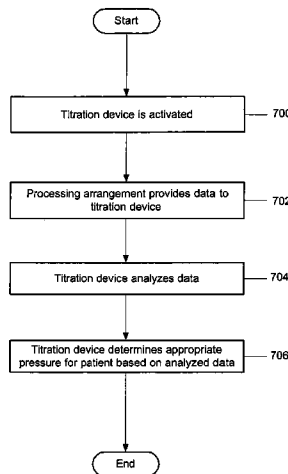 Start
Titration device is activated
700
Processing arrangement provides data to
titration device
702
Titration device analyzes data
704
Titration device determines appropriate
pressure for patient based on analyzed data
706
End